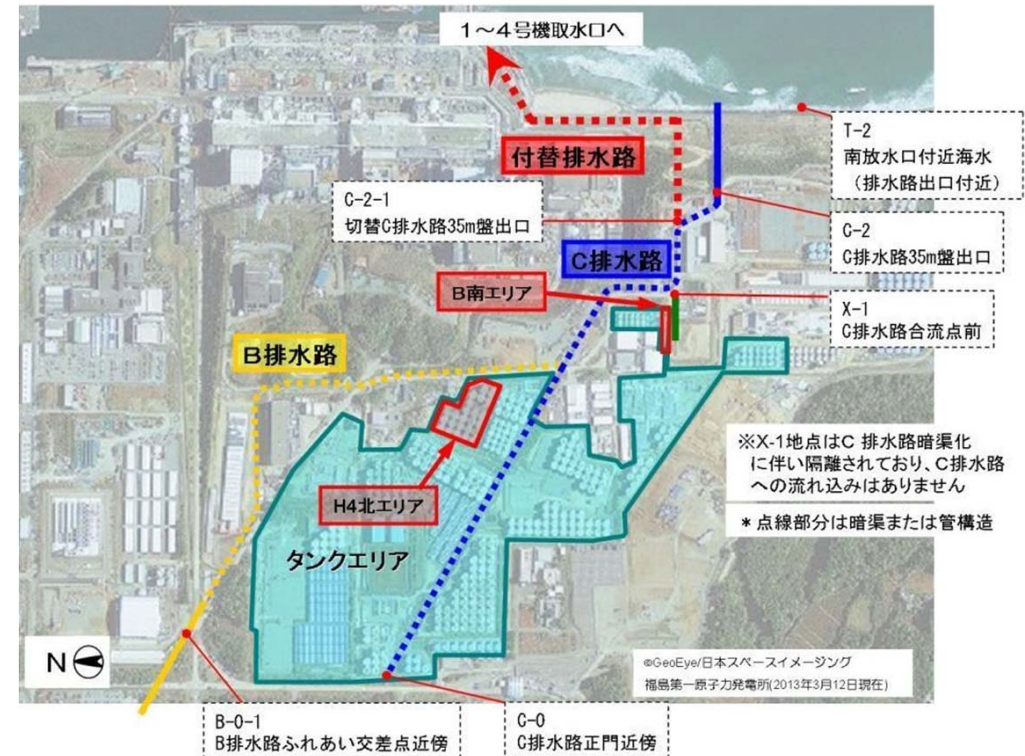 1～4号機取水口へ
付替排水路
T-2
南放水口付近海水
（排水路出口付近）
C-2-1
切替C排水路35m盤出口
C排水路
C-2
C排水路35m盤出口
B南エリア
X-1
C排水路合流点前
B排水路
※X-1地点はC 排水路暗渠化
に伴い隔離されており、C排水路
への流れ込みはありません
H4北エリア
＊点線部分は暗渠または管構造
タンクエリア
N
©GeoEye/日本スペースイメージング
福島第一原子力発電所(2013年3月12日現在)
B-0-1
B排水路ふれあい交差点近傍
C-0
C排水路正門近傍